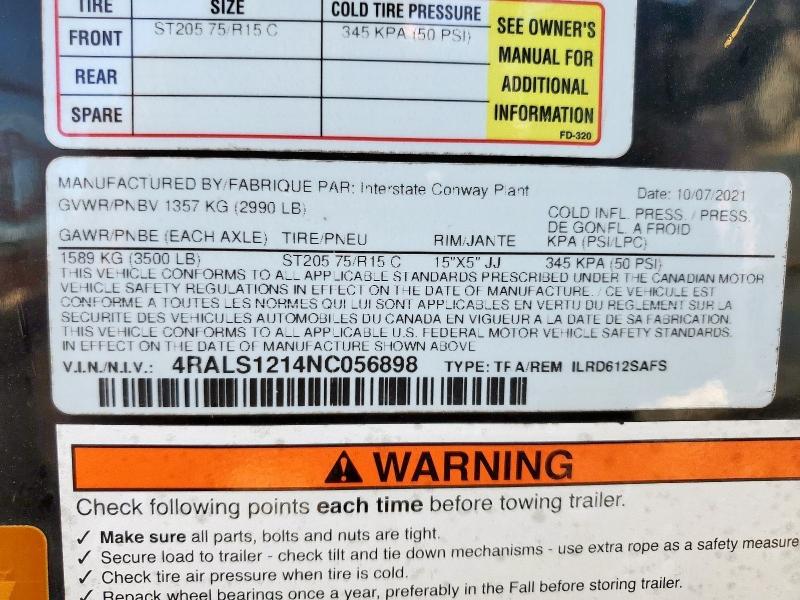 TIRE SIZE COLD TIRE PRESSURE
SEE OWNER'S
MANUAL FOR
ADDITIONAL
INFORMATION
FRONT ST205 75/R15 C 345 KPA (50 PSI)
REAR
SPARE
FD-320
MANUFACTURED BY/FABRIQUE PAR: Interstate Conway Plant Date: 10/07/2021
GVWR/PNBV 1357 KG (2990 LB)
COLD INFL. PRESS. / PRESS.
DE GONFL. A FROID
GAWR/PNBE (EACH AXLE) TIRE/PNEU RIM/JANTE KPA (PSI/LPC)
1589 KG (3500 LB) ST205 75/R15 C 15"X5" JJ 345 KPA (50 PSI)
THIS VEHICLE CONFORMS TO ALL APPLICABLE STANDARDS PRESCRIBED UNDER THE CANADIAN MOTOR
VEHICLE SAFETY REGULATIONS IN EFFECT ON THE DATE OF MANUFACTURE. / CE VEHICULE EST
CONFORME A TOUTES LES NORMES QUI LUI SONT APPLICABLES EN VERTU DU REGLEMENT SUR LA
SECURITE DES VEHICULES AUTOMOBILES DU CANADA EN VIGUEUR A LA DATE DE SA FABRICATION.
THIS VEHICLE CONFORMS TO ALL APPLICABLE U.S. FEDERAL MOTOR VEHICLE SAFETY STANDARDS.
IN EFFECT ON THE DATE OF MANUFACTURE SHOWN ABOVE
V.I.N./N.I.V.: 4RALS1214NC056898 TYPE: TF A/REM ILRD612SAFS
WARNING
Check following points each time before towing trailer.
✓ Make sure all parts, bolts and nuts are tight.
✓ Secure load to trailer - check tilt and tie down mechanisms - use extra rope as a safety measure
✓ Check tire air pressure when tire is cold.
✓ Repack wheel bearings once a year, preferably in the Fall before storing trailer.